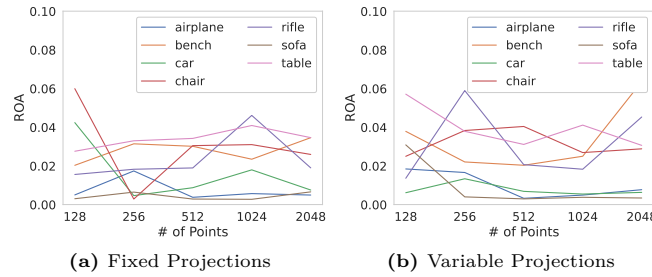 0.10
0.08
0.06
0.04
0.02
0.00
ROA
airplane
bench
car
chair
rifle
sofa
table
128 256 512 1024 2048
# of Points
(a) Fixed Projections
0.10
0.08
0.06
0.04
0.02
0.00
ROA
airplane
bench
car
chair
rifle
sofa
table
128 256 512 1024 2048
# of Points
(b) Variable Projections